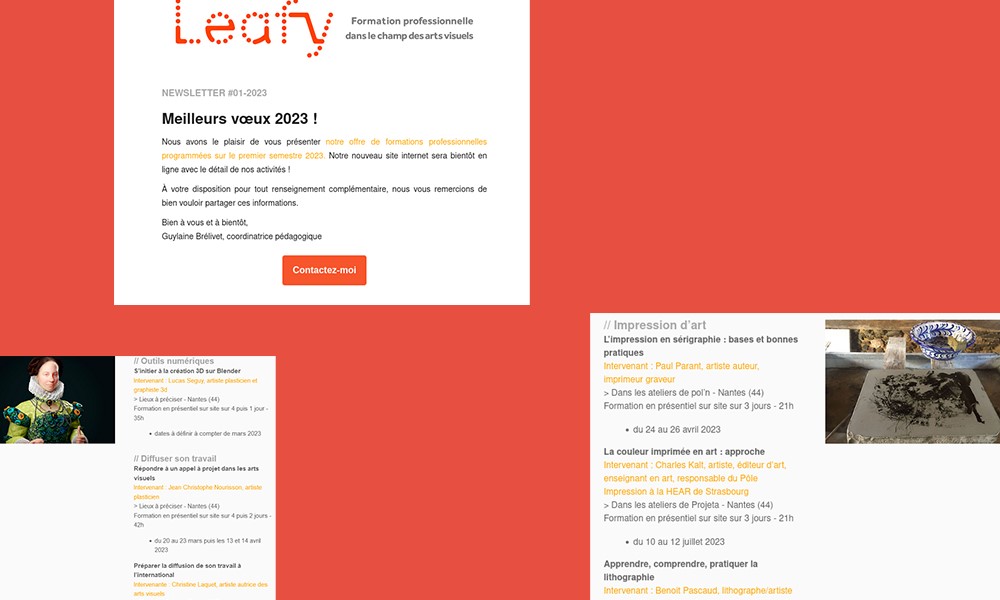 Leafy
Formation professionnelle
dans le champ des arts visuels
NEWSLETTER #01-2023
Meilleurs vœux 2023 !
Nous avons le plaisir de vous présenter notre offre de formations professionnelles
programmées sur le premier semestre 2023. Notre nouveau site internet sera bientôt en
ligne avec le détail de nos activités !
À votre disposition pour tout renseignement complémentaire, nous vous remercions de
bien vouloir partager ces informations.
Bien à vous et à bientôt,
Guylaine Brélivet, coordinatrice pédagogique
Contactez-moi
// Outils numériques
S'initier à la création 3D sur Blender
Intervenant : Lucas Seguy, artiste plasticien et
graphiste 3d
> Lieux à préciser - Nantes (44)
Formation en présentiel sur site sur 4 puis 1 jour -
35h
• dates à définir à compter de mars 2023
// Diffuser son travail
Répondre à un appel à projet dans les arts
visuels
Intervenant : Jean Christophe Nourisson, artiste
plasticien
> Lieux à préciser - Nantes (44)
Formation en présentiel sur site sur 4 puis 2 jours -
42h
• du 20 au 23 mars puis les 13 et 14 avril
2023
Préparer la diffusion de son travail à
l'international
Intervenante : Christine Laquet, artiste autrice des
arts visuels
// Impression d'art
L'impression en sérigraphie : bases et bonnes
pratiques
Intervenant : Paul Parant, artiste auteur,
imprimeur graveur
> Dans les ateliers de pol'n - Nantes (44)
Formation en présentiel sur site sur 3 jours - 21h
• du 24 au 26 avril 2023
La couleur imprimée en art : approche
Intervenant : Charles Kalt, artiste, éditeur d'art,
enseignant en art, responsable du Pôle
Impression à la HEAR de Strasbourg
> Dans les ateliers de Projeta - Nantes (44)
Formation en présentiel sur site sur 3 jours - 21h
• du 10 au 12 juillet 2023
Apprendre, comprendre, pratiquer la
lithographie
Intervenant : Benoit Pascaud, lithographe/artiste